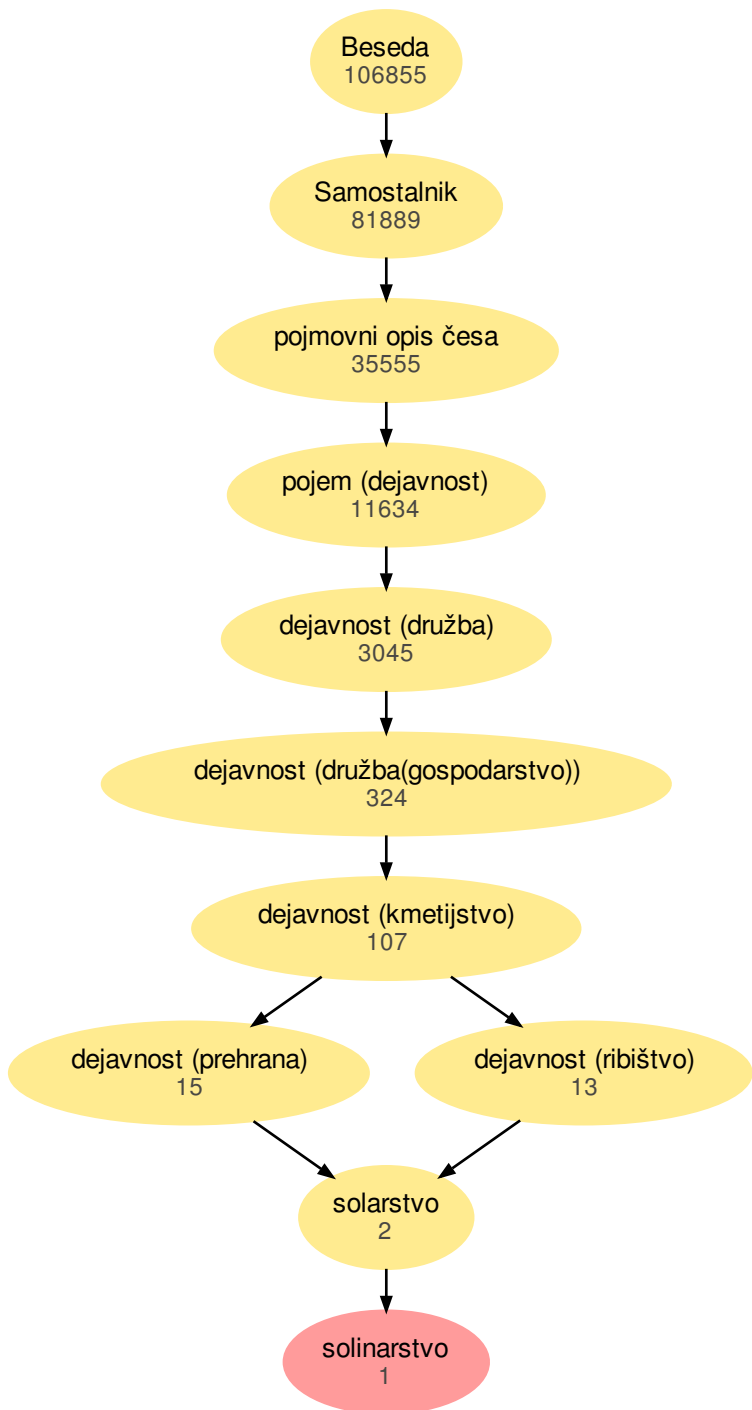 Beseda
106855
Samostalnik
81889
pojmovni opis česa
35555
pojem (dejavnost)
11634
dejavnost (družba)
3045
dejavnost (družba(gospodarstvo))
324
dejavnost (kmetijstvo)
107
dejavnost (prehrana)
15
dejavnost (ribištvo)
13
solarstvo
2
solinarstvo
1